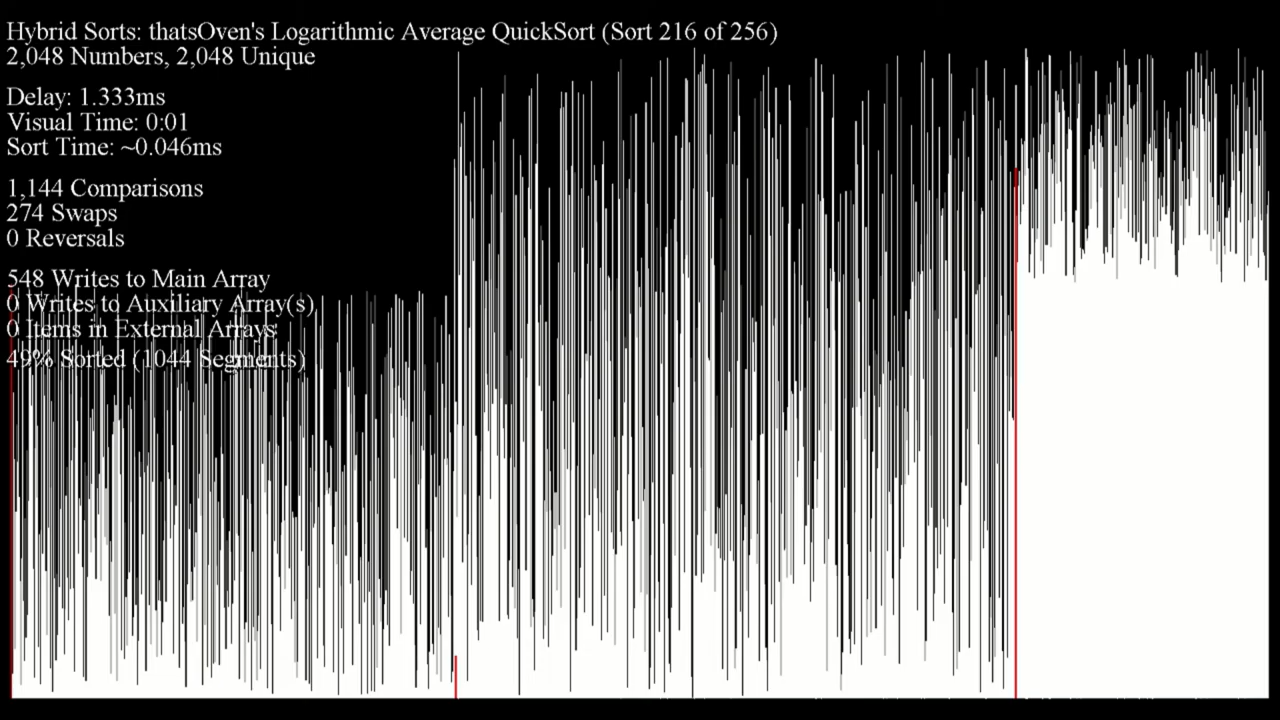 Hybrid Sorts: thatsOven's Logarithmic Average QuickSort (Sort 216 of 256)
2,048 Numbers, 2,048 Unique
Delay: 1.333ms
Visual Time: 0:01
Sort Time: ~0.046ms
1,144 Comparisons
274 Swaps
0 Reversals
548 Writes to Main Array
0 Writes to Auxiliary Array(s)
0 Items in External Arrays
49% Sorted (1044 Segments)